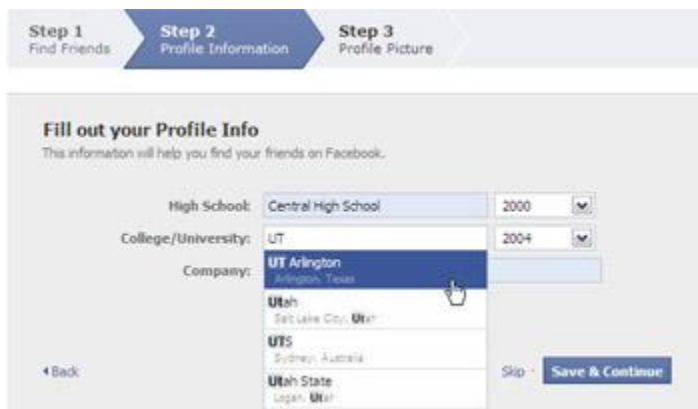 Step 1
Find Friends
Step 2
Profile Information
Step 3
Profile Picture
Fill out your Profile Info
This information will help you find your friends on Facebook.
High School: Central High School 2000
College/University: UT 2004
Company:
UT Arlington
Arlington, Texas
Utah
Salt Lake City, Utah
UTS
Sydney, Australia
Utah State
Logan, Utah
Back
Skip · Save & Continue